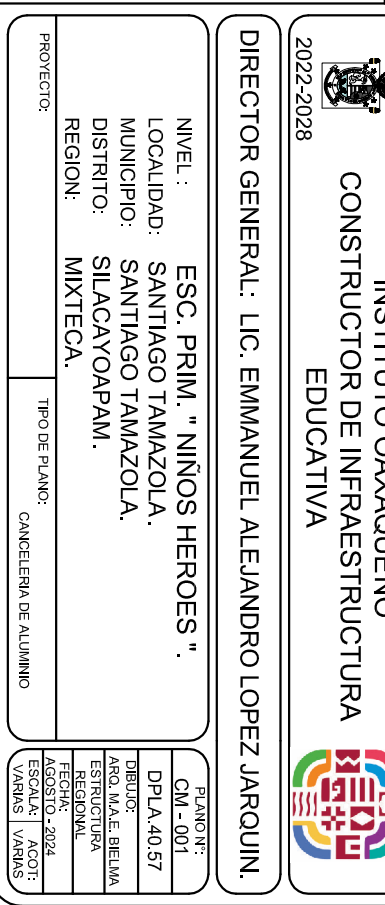 INSTITUTO OAXAQUEÑO
CONSTRUCTOR DE INFRAESTRUCTURA
EDUCATIVA
2022-2028
DIRECTOR GENERAL: LIC. EMMANUEL ALEJANDRO LOPEZ JARQUIN.
NIVEL : ESC. PRIM. " NIÑOS HEROES " .
LOCALIDAD: SANTIAGO TAMAZOLA .
MUNICIPIO: SANTIAGO TAMAZOLA.
DISTRITO: SILACAYOAPAM.
REGION: MIXTECA.
PROYECTO:
TIPO DE PLANO:
CANCELERIA DE ALUMINIO
PLANO N°:
CM - 001
DPLA-40.57
DIBUJO:
ARQ. M.A.E. BIELMA
ESTRUCTURA
REGIONAL
FECHA:
AGOSTO - 2024
ESCALA: ACOT:
VARIAS VARIAS